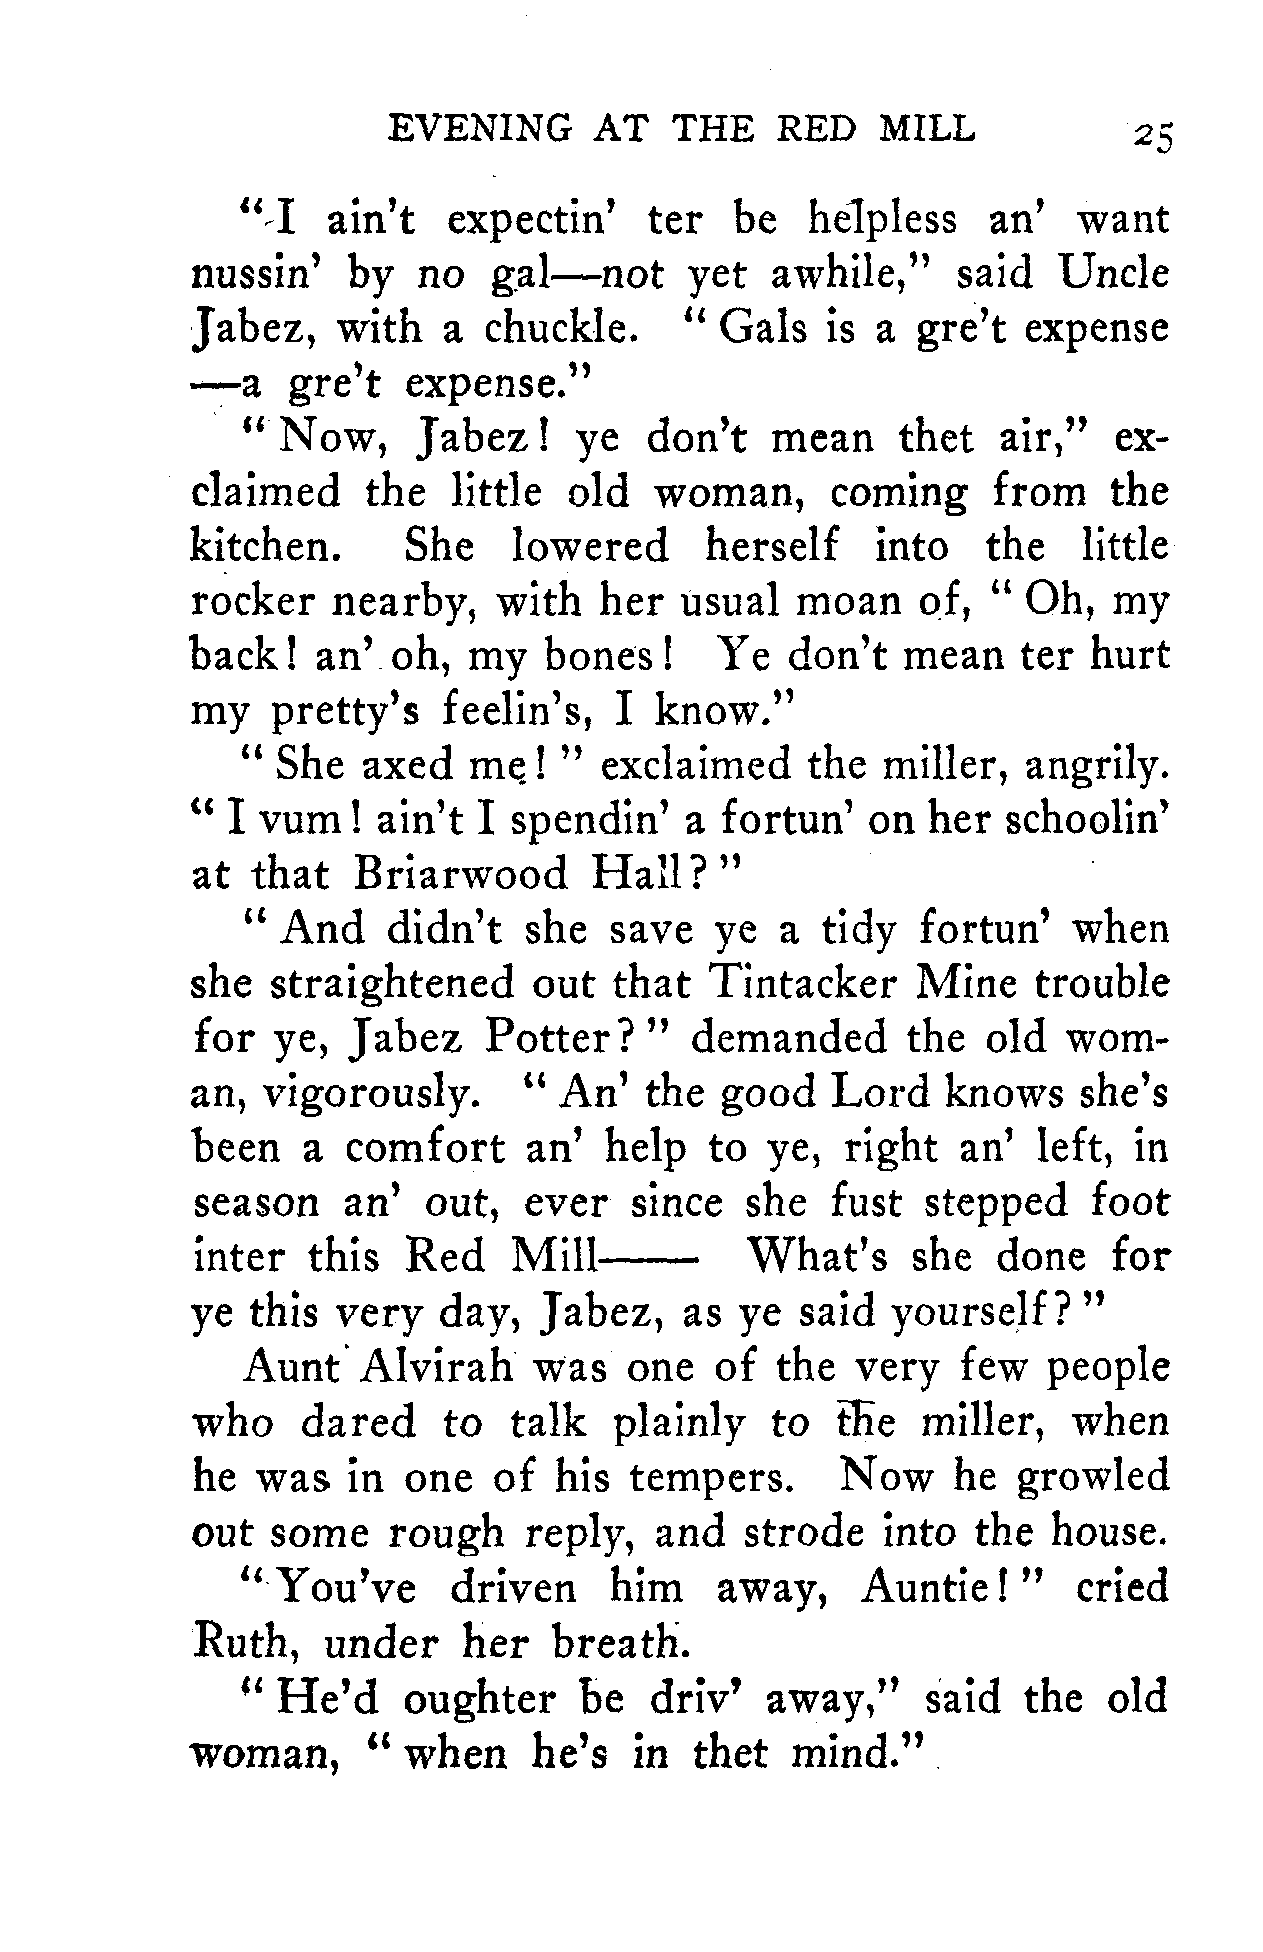 EVENING AT THE RED MILL 25
"I ain't expectin' ter be helpless an' want
nussin' by no gal—not yet awhile," said Uncle
Jabez, with a chuckle. "Gals is a gre't expense
—a gre't expense."
"Now, Jabez! ye don't mean thet air," ex-
claimed the little old woman, coming from the
kitchen. She lowered herself into the little
rocker nearby, with her usual moan of, "Oh, my
back! an' oh, my bones! Ye don't mean ter hurt
my pretty's feelin's, I know."
"She axed me!" exclaimed the miller, angrily.
"I vum! ain't I spendin' a fortun' on her schoolin'
at that Briarwood Hall?"
"And didn't she save ye a tidy fortun' when
she straightened out that Tintacker Mine trouble
for ye, Jabez Potter?" demanded the old wom-
an, vigorously. "An' the good Lord knows she's
been a comfort an' help to ye, right an' left, in
season an' out, ever since she fust stepped foot
inter this Red Mill—— What's she done for
ye this very day, Jabez, as ye said yourself?"
Aunt Alvirah was one of the very few people
who dared to talk plainly to the miller, when
he was in one of his tempers. Now he growled
out some rough reply, and strode into the house.
"You've driven him away, Auntie!" cried
Ruth, under her breath.
"He'd oughter be driv' away," said the old
woman, "when he's in thet mind."